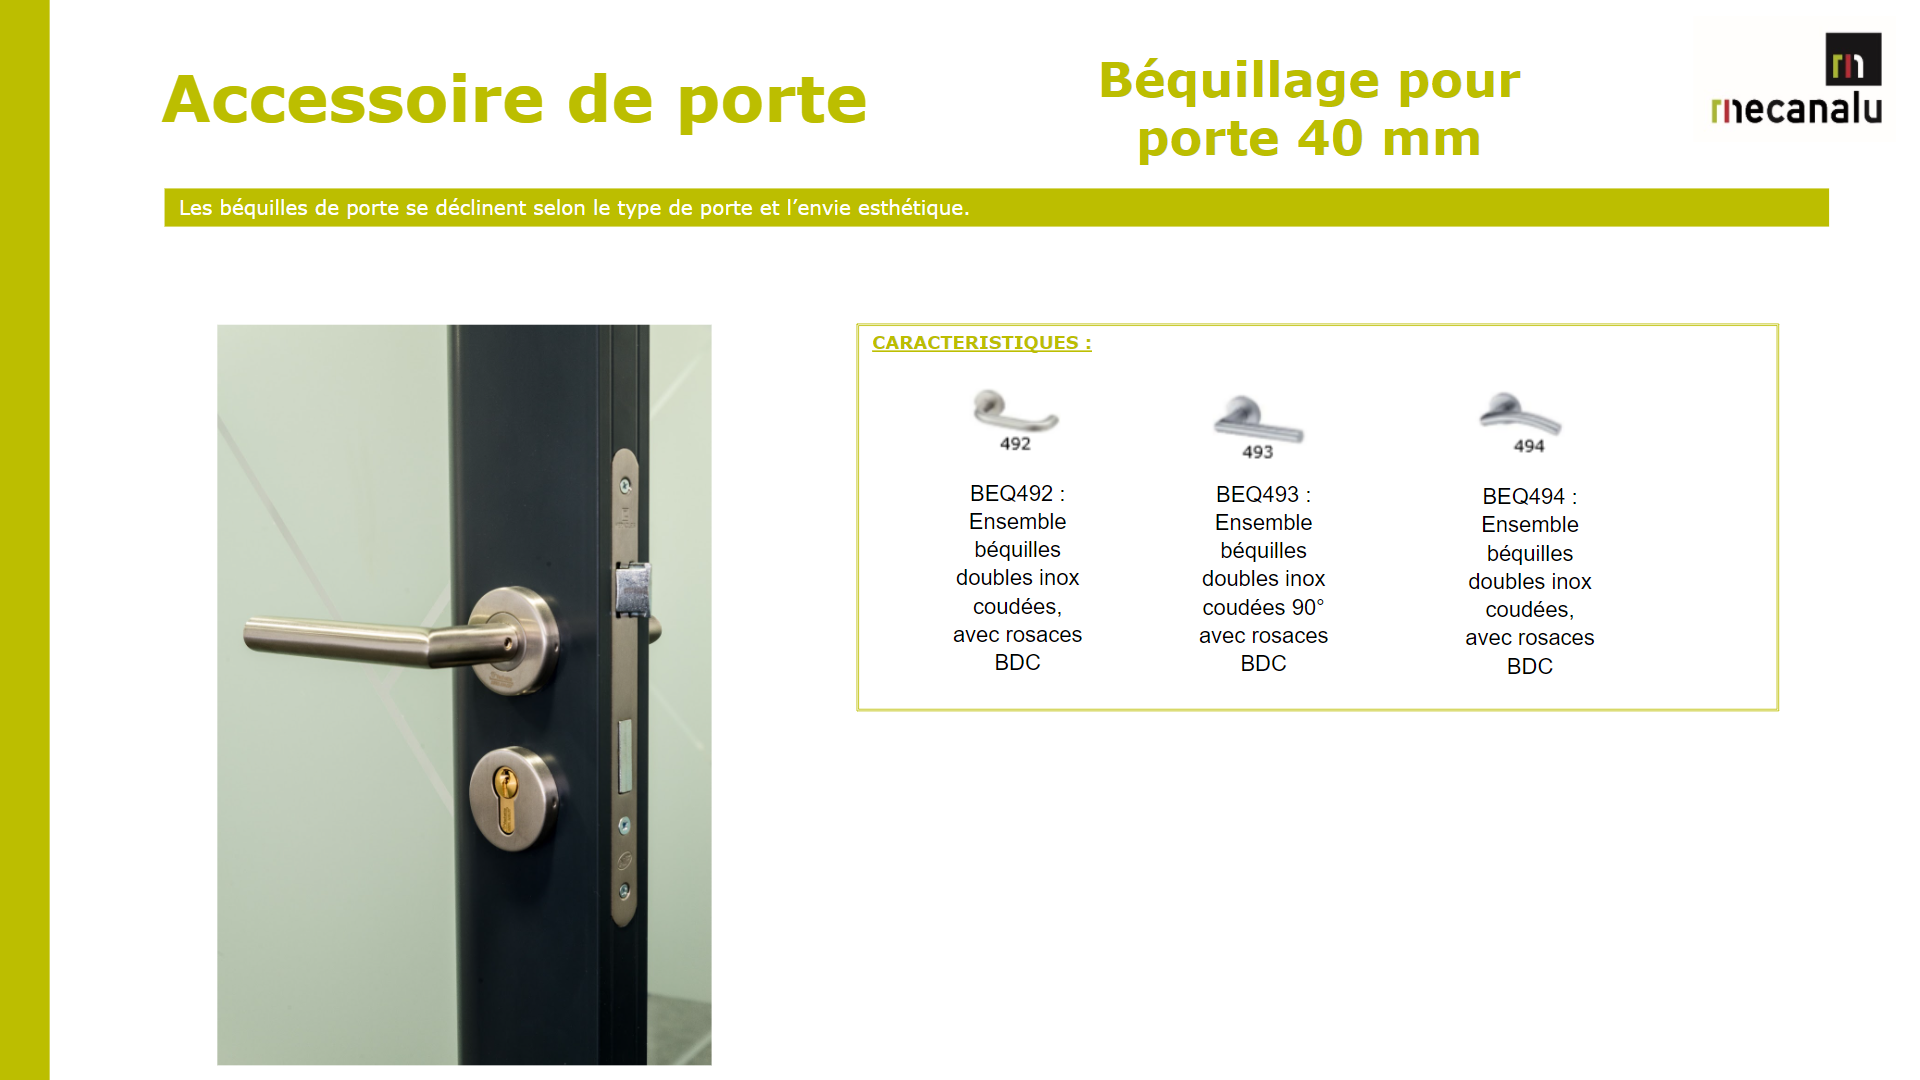 Accessoire de porte
Béquillage pour
porte 40 mm
mecanalu
Les béquilles de porte se déclinent selon le type de porte et l’envie esthétique.
CARACTERISTIQUES :
492
493
494
BEQ492 :
Ensemble
béquilles
doubles inox
coudées,
avec rosaces
BDC
BEQ493 :
Ensemble
béquilles
doubles inox
coudées 90°
avec rosaces
BDC
BEQ494 :
Ensemble
béquilles
doubles inox
coudées,
avec rosaces
BDC